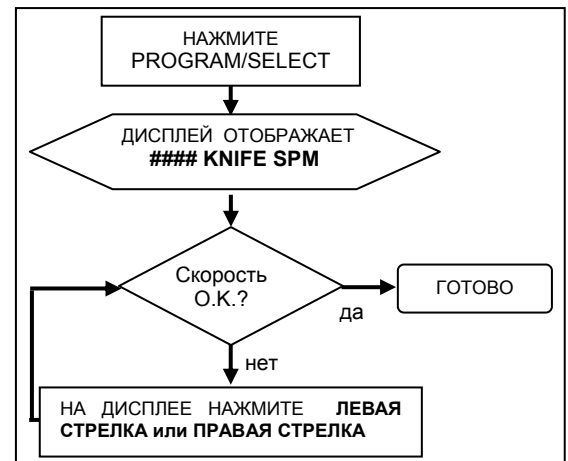 НАЖМИТЕ
PROGRAM/SELECT
ДИСПЛЕЙ ОТОБРАЖАЕТ
#### KNIFE SPM
Скорость
O.K.?
да
ГОТОВО
нет
НА ДИСПЛЕЕ НАЖМИТЕ ЛЕВАЯ
СТРЕЛКА или ПРАВАЯ СТРЕЛКА